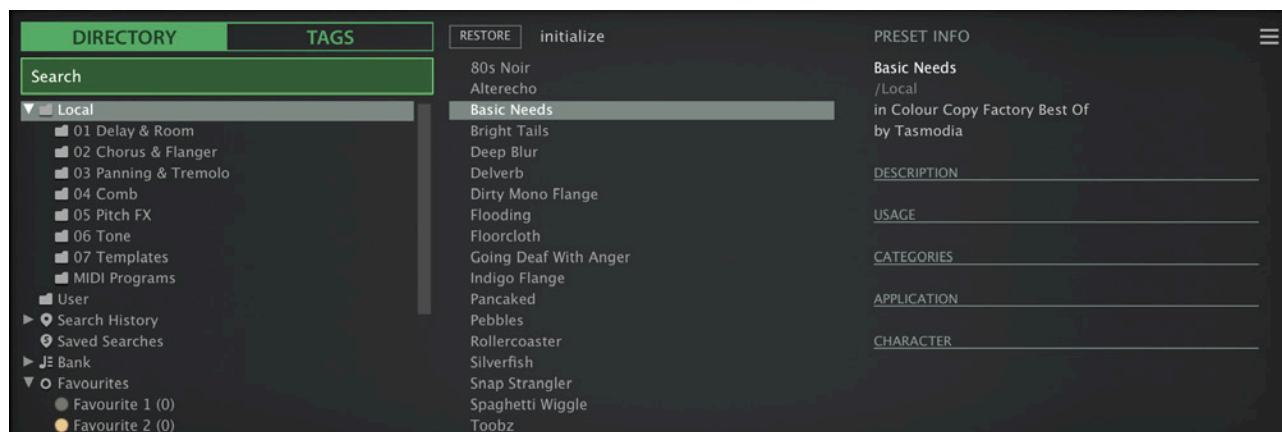 DIRECTORY
TAGS
Search
Local
01 Delay & Room
02 Chorus & Flanger
03 Panning & Tremolo
04 Comb
05 Pitch FX
06 Tone
07 Templates
MIDI Programs
User
Search History
Saved Searches
Bank
Favourites
Favourite 1 (0)
Favourite 2 (0)
RESTORE initialize
80s Noir
Alterecho
Basic Needs
Bright Tails
Deep Blur
Delverb
Dirty Mono Flange
Flooding
Floorcloth
Going Deaf With Anger
Indigo Flange
Pancaked
Pebbles
Rollercoaster
Silverfish
Snap Strangler
Spaghetti Wiggle
Toobz
PRESET INFO
Basic Needs
/Local
in Colour Copy Factory Best Of
by Tasmodia
DESCRIPTION
USAGE
CATEGORIES
APPLICATION
CHARACTER